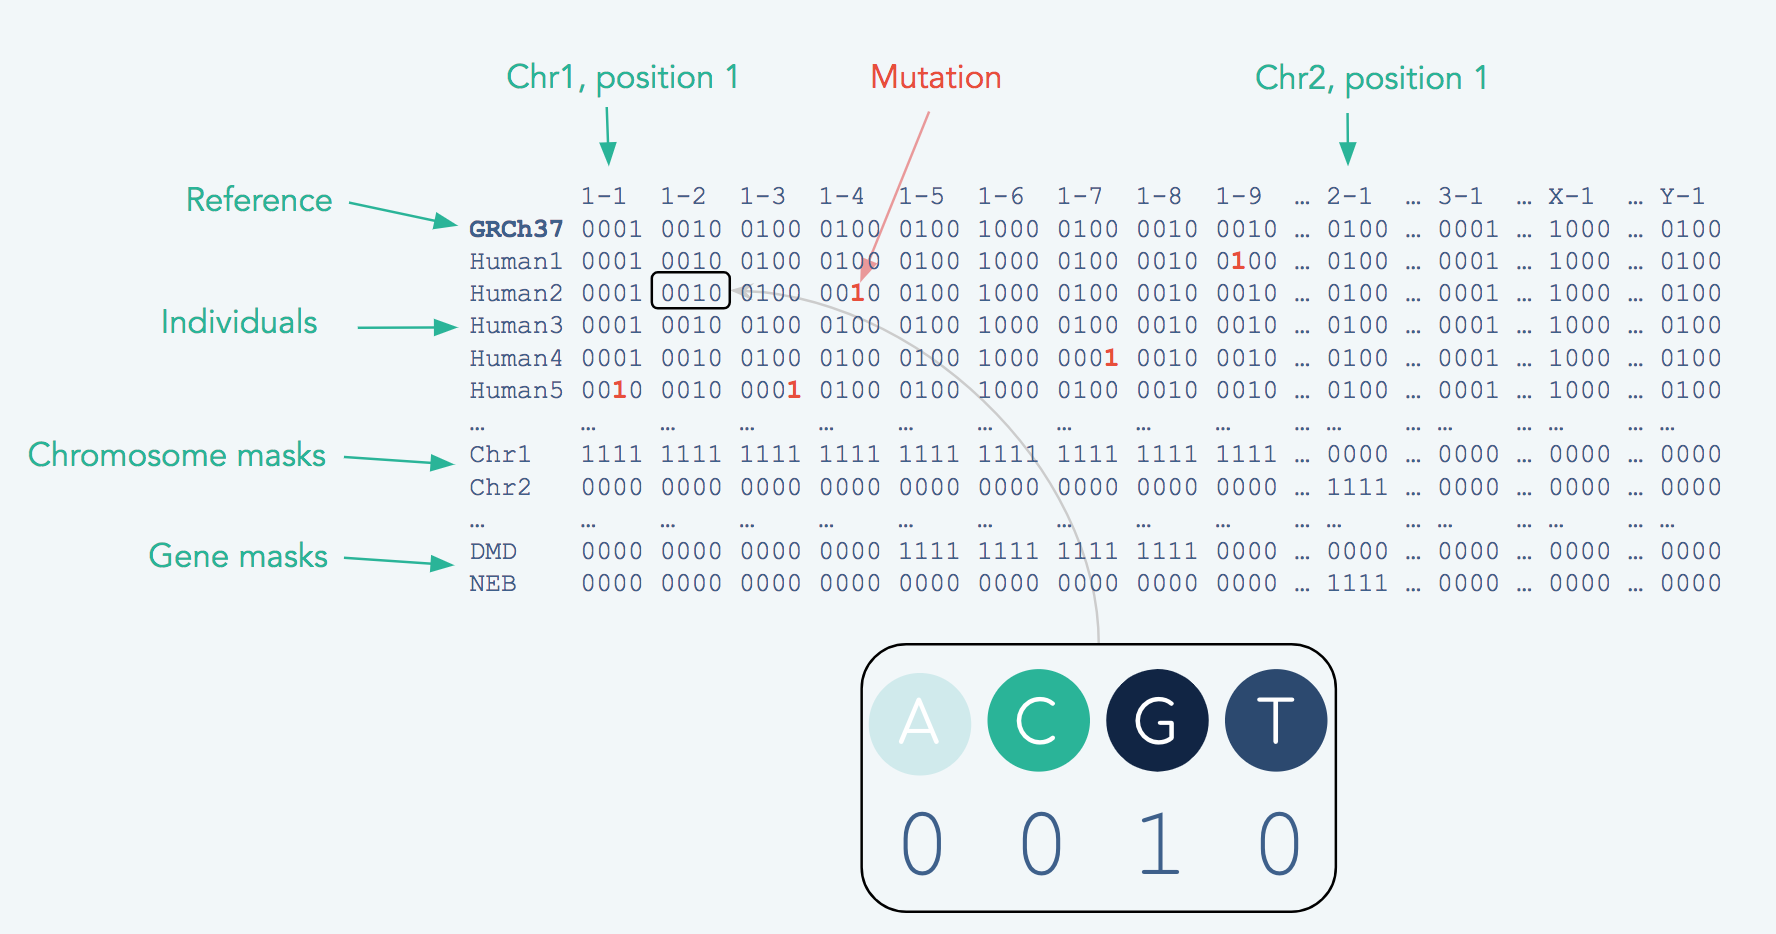 Chr1, position 1
Mutation
Chr2, position 1
Reference
1-1 1-2 1-3 1-4 1-5 1-6 1-7 1-8 1-9 … 2-1 … 3-1 … X-1 … Y-1
GRCh37 0001 0010 0100 0100 0100 1000 0100 0010 0010 … 0100 … 0001 … 1000 … 0100
Human1 0001 0010 0100 0100 0100 1000 0100 0010 0100 … 0100 … 0001 … 1000 … 0100
Human2 0001 0010 0100 0010 0100 1000 0100 0010 0010 … 0100 … 0001 … 1000 … 0100
Individuals
Human3 0001 0010 0100 0100 0100 1000 0100 0010 0010 … 0100 … 0001 … 1000 … 0100
Human4 0001 0010 0100 0100 0100 1000 0001 0010 0010 … 0100 … 0001 … 1000 … 0100
Human5 0010 0010 0001 0100 0100 1000 0100 0010 0010 … 0100 … 0001 … 1000 … 0100
… … … … … … … … … … … … … … … … … …
Chromosome masks
Chr1 1111 1111 1111 1111 1111 1111 1111 1111 1111 … 0000 … 0000 … 0000 … 0000
Chr2 0000 0000 0000 0000 0000 0000 0000 0000 0000 … 1111 … 0000 … 0000 … 0000
… … … … … … … … … … … … … … … … … …
Gene masks
DMD 0000 0000 0000 0000 1111 1111 1111 1111 0000 … 0000 … 0000 … 0000 … 0000
NEB 0000 0000 0000 0000 0000 0000 0000 0000 0000 … 1111 … 0000 … 0000 … 0000
A C G T
0 0 1 0